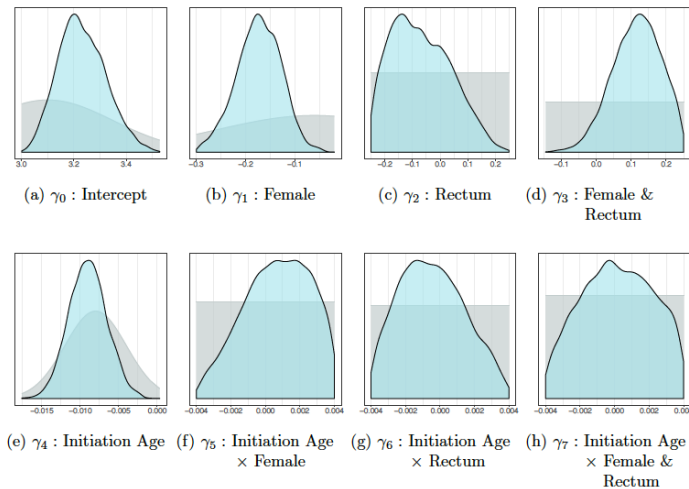 3.0 3.2 3.4
(a) γ0 : Intercept
−0.3 −0.2 −0.1
(b) γ1 : Female
−0.2 −0.1 0.0 0.1 0.2
(c) γ2 : Rectum
−0.1 0.0 0.1 0.2
(d) γ3 : Female &
Rectum
−0.015 −0.010 −0.005 0.000
(e) γ4 : Initiation Age
−0.004 −0.002 0.000 0.002 0.004
(f) γ5 : Initiation Age
× Female
−0.004 −0.002 0.000 0.002 0.004
(g) γ6 : Initiation Age
× Rectum
−0.004 −0.002 0.000 0.002 0.004
(h) γ7 : Initiation Age
× Female &
Rectum